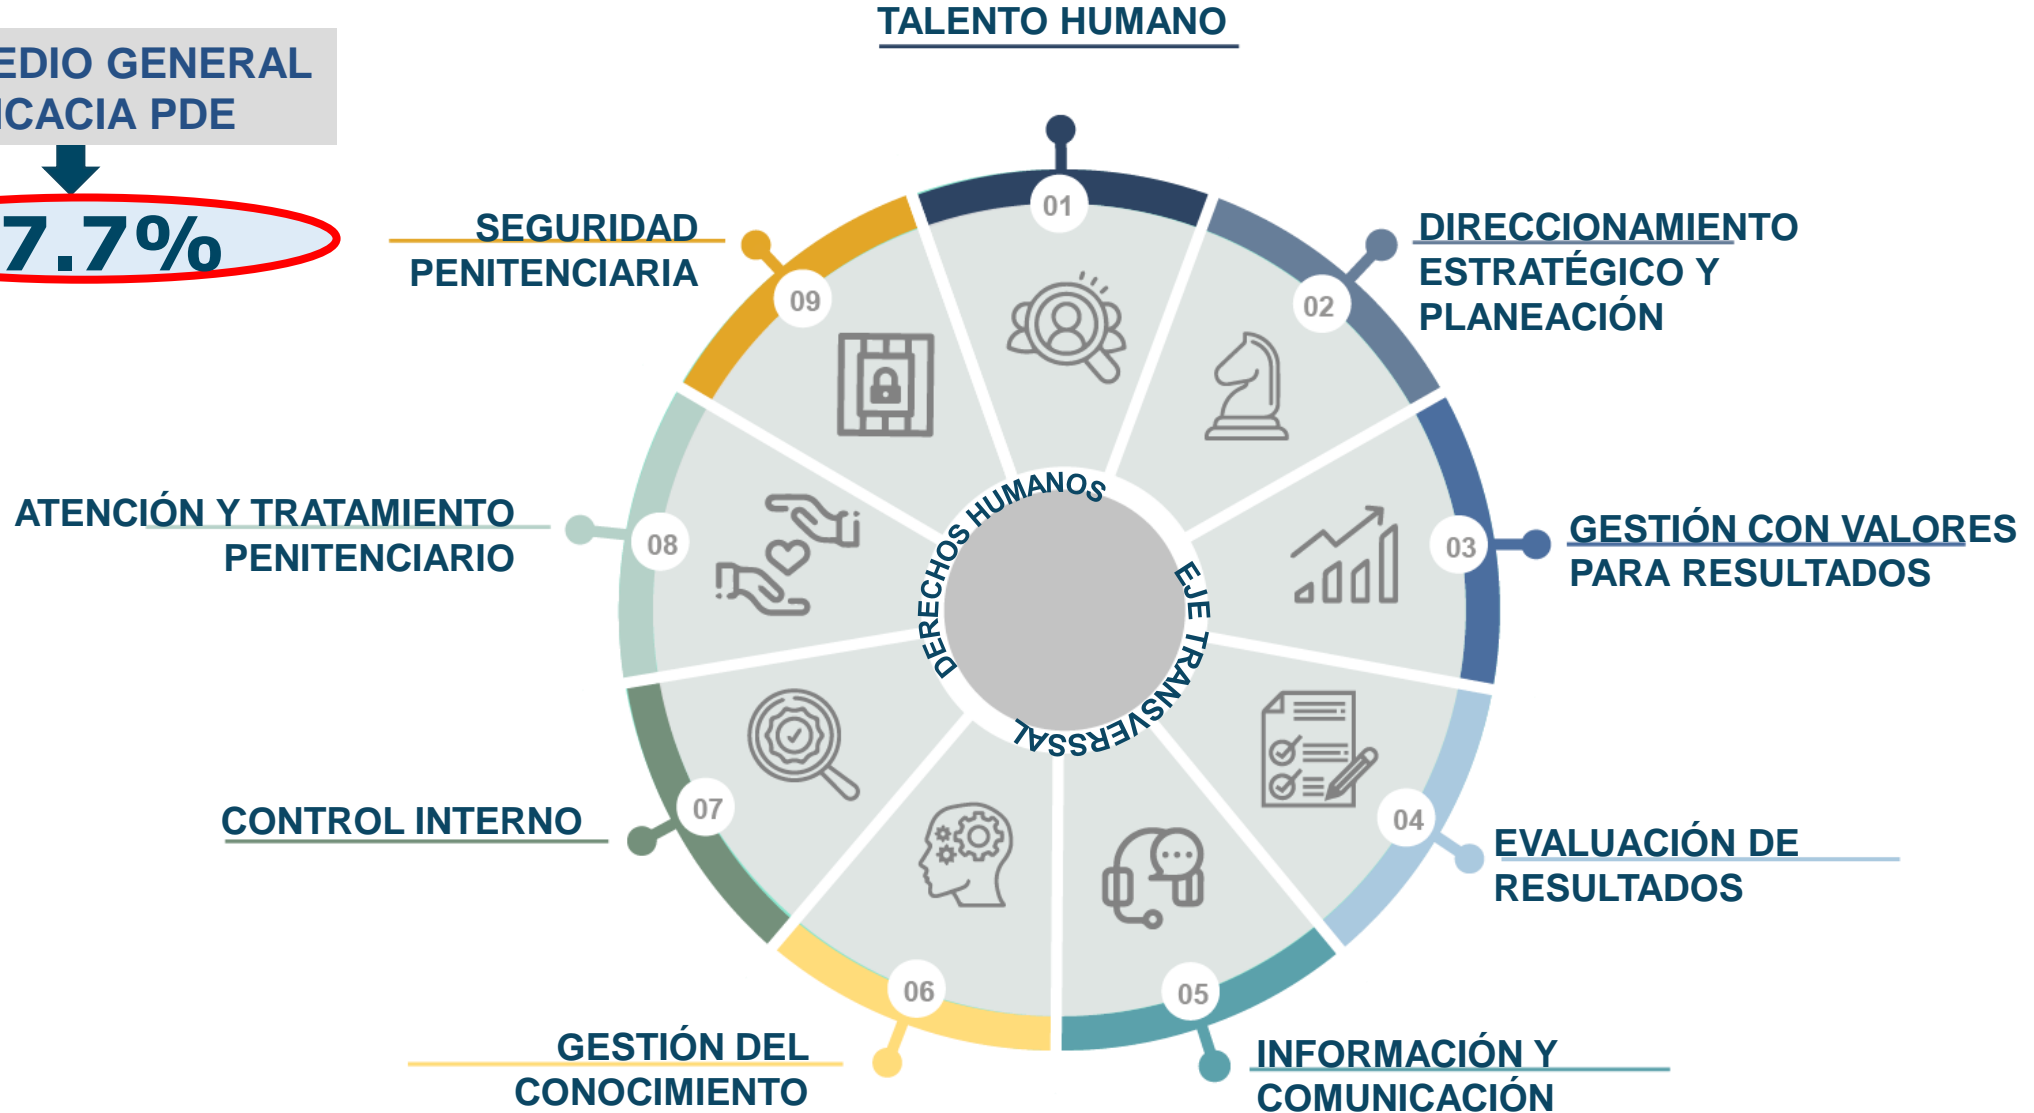 TALENTO HUMANO
EDIO GENERAL
ICACIA PDE
7.7%
01
SEGURIDAD
PENITENCIARIA
09
02
DIRECCIONAMIENTO
ESTRATÉGICO Y
PLANEACIÓN
ATENCIÓN Y TRATAMIENTO
PENITENCIARIO
08
DERECHOS HUMANOS
EJE TRANSVERSSAL
03
GESTIÓN CON VALORES
PARA RESULTADOS
CONTROL INTERNO
07
04
EVALUACIÓN DE
RESULTADOS
06
GESTIÓN DEL
CONOCIMIENTO
05
INFORMACIÓN Y
COMUNICACIÓN